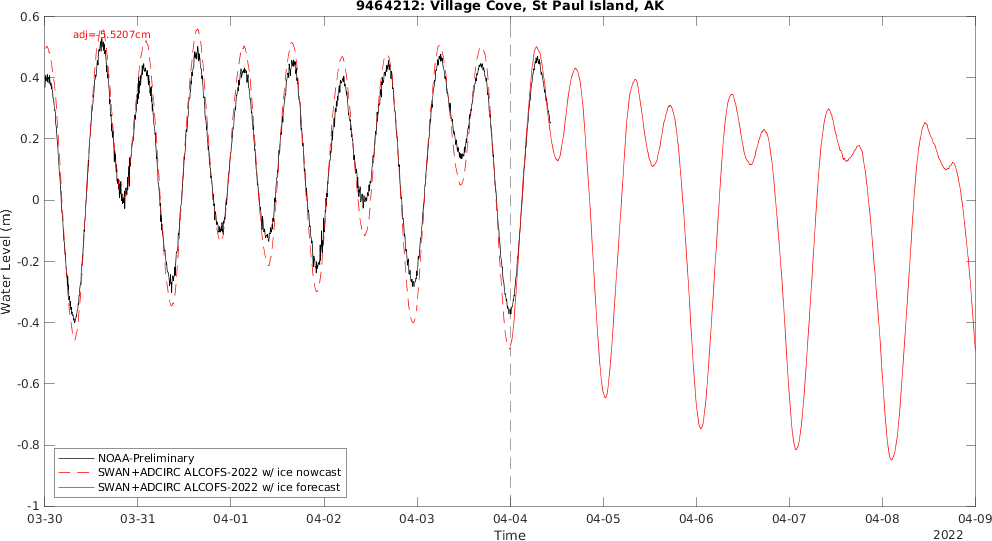 9464212: Village Cove, St Paul Island, AK
adj=-5.5207cm
0.6
0.4
0.2
0
-0.2
-0.4
-0.6
-0.8
-1
Water Level (m)
NOAA-Preliminary
SWAN+ADCIRC ALCOFS-2022 w/ ice nowcast
SWAN+ADCIRC ALCOFS-2022 w/ ice forecast
03-30 03-31 04-01 04-02 04-03 04-04 04-05 04-06 04-07 04-08 04-09
Time
2022